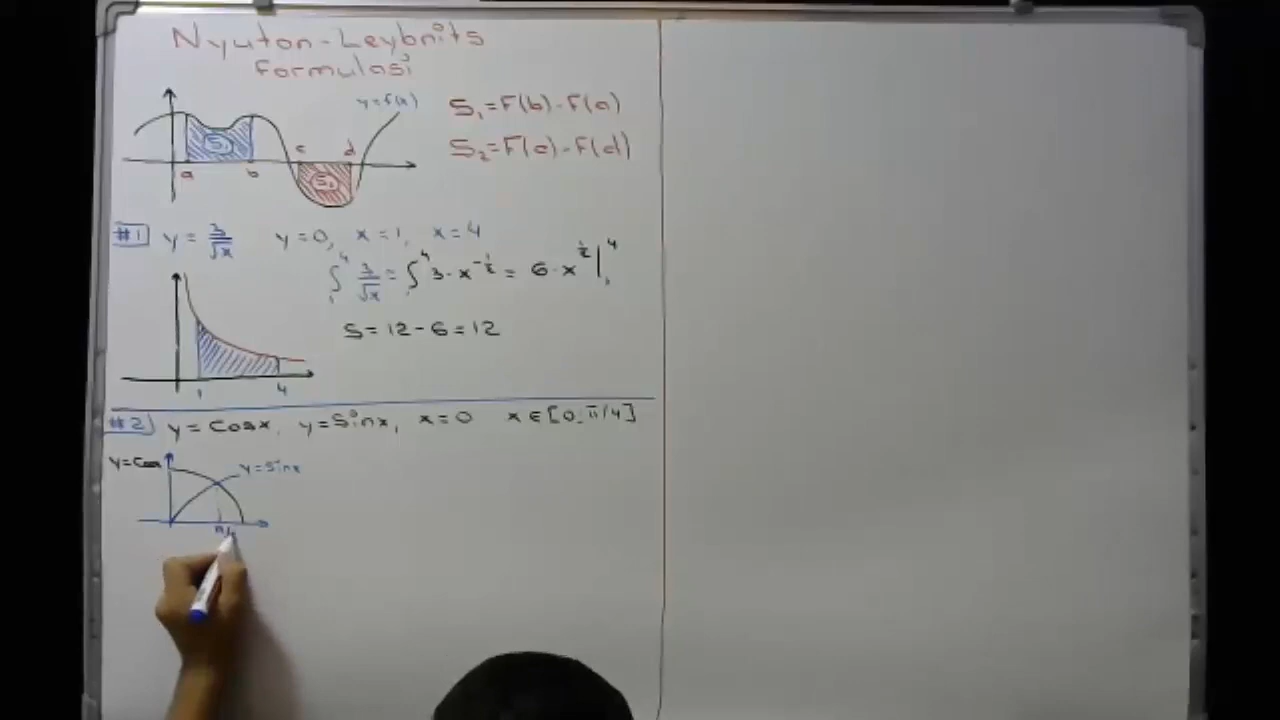 Nyuton-Leybnits
formulasi
y=f(x)
S₁=F(b)-F(a)
S₂=F(c)-F(d)
c d
S₁ S₂
a b
#1 y = 3/√x y=0, x=1, x=4
∫₁⁴ 3/√x = ∫₁⁴ 3·x^(-1/2) = 6·x^(1/2) |₁⁴
S=12-6=12
1 4
#2 y=Cosx, y=Sinx, x=0 x∈[0,π/4]
y=Cosx y=Sinx
π/4